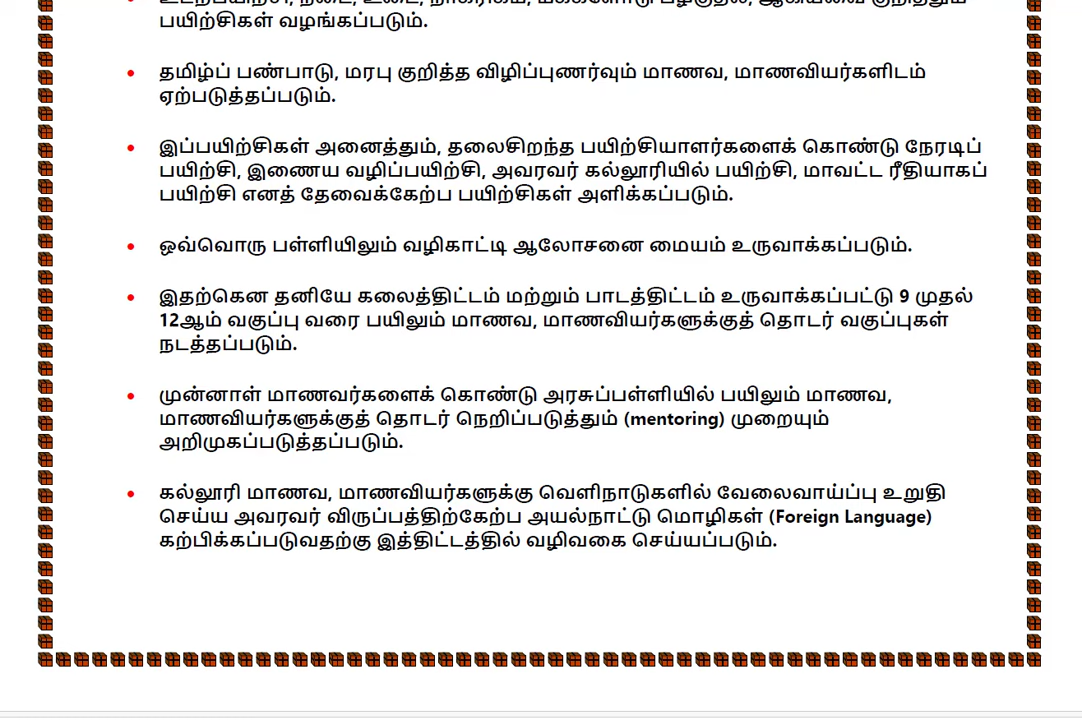 பயிற்சிகள் வழங்கப்படும்.
• தமிழ்ப் பண்பாடு, மரபு குறித்த விழிப்புணர்வும் மாணவ, மாணவியர்களிடம்
ஏற்படுத்தப்படும்.
• இப்பயிற்சிகள் அனைத்தும், தலைசிறந்த பயிற்சியாளர்களைக் கொண்டு நேரடிப்
பயிற்சி, இணைய வழிப்பயிற்சி, அவரவர் கல்லூரியில் பயிற்சி, மாவட்ட ரீதியாகப்
பயிற்சி எனத் தேவைக்கேற்ப பயிற்சிகள் அளிக்கப்படும்.
• ஒவ்வொரு பள்ளியிலும் வழிகாட்டி ஆலோசனை மையம் உருவாக்கப்படும்.
• இதற்கென தனியே கலைத்திட்டம் மற்றும் பாடத்திட்டம் உருவாக்கப்பட்டு 9 முதல்
12ஆம் வகுப்பு வரை பயிலும் மாணவ, மாணவியர்களுக்குத் தொடர் வகுப்புகள்
நடத்தப்படும்.
• முன்னாள் மாணவர்களைக் கொண்டு அரசுப்பள்ளியில் பயிலும் மாணவ,
மாணவியர்களுக்குத் தொடர் நெறிப்படுத்தும் (mentoring) முறையும்
அறிமுகப்படுத்தப்படும்.
• கல்லூரி மாணவ, மாணவியர்களுக்கு வெளிநாடுகளில் வேலைவாய்ப்பு உறுதி
செய்ய அவரவர் விருப்பத்திற்கேற்ப அயல்நாட்டு மொழிகள் (Foreign Language)
கற்பிக்கப்படுவதற்கு இத்திட்டத்தில் வழிவகை செய்யப்படும்.